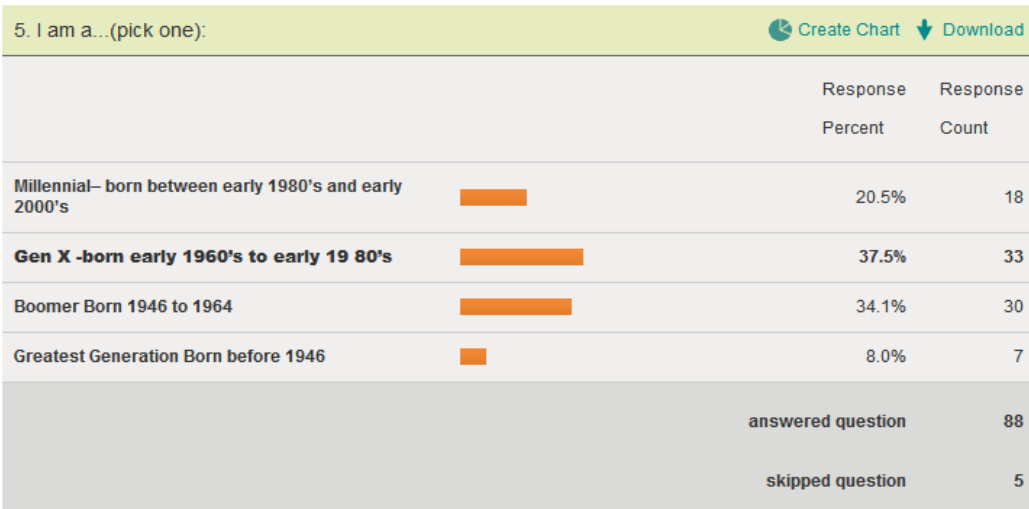 5. I am a...(pick one): Create Chart Download
Response Response
Percent Count
Millennial– born between early 1980's and early
2000's 20.5% 18
Gen X -born early 1960's to early 19 80's 37.5% 33
Boomer Born 1946 to 1964 34.1% 30
Greatest Generation Born before 1946 8.0% 7
answered question 88
skipped question 5